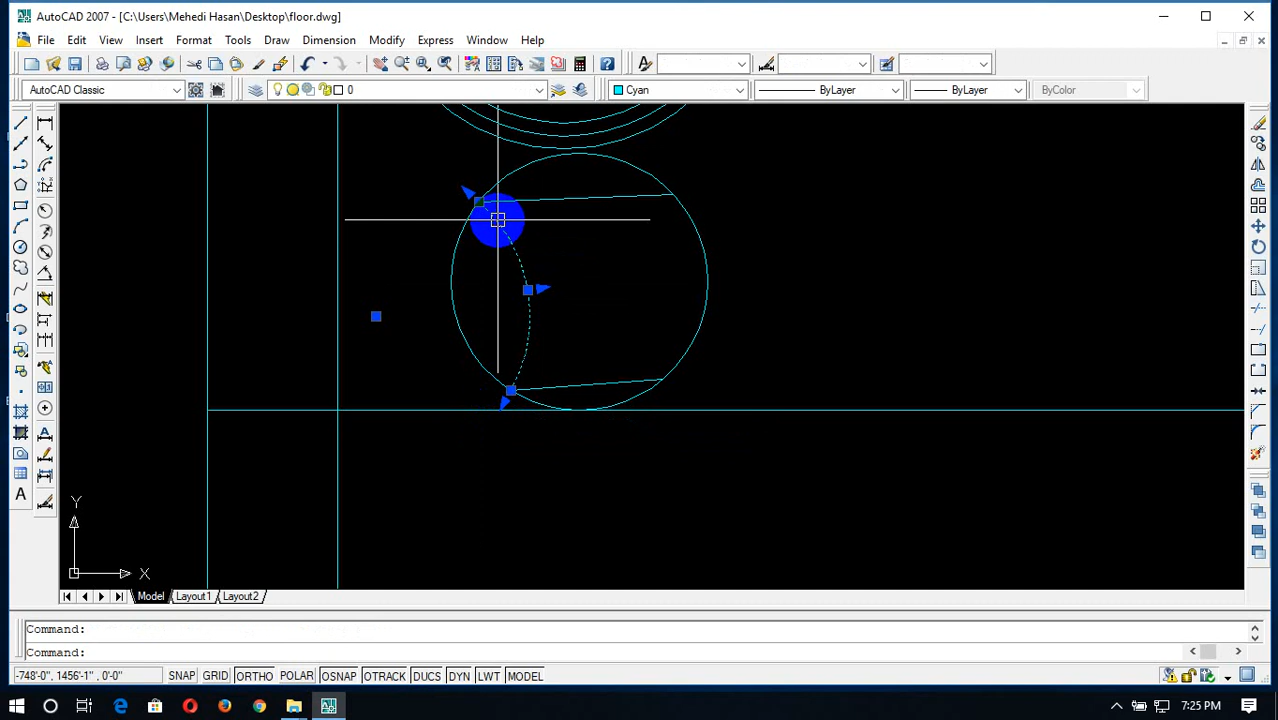 AutoCAD 2007 - [C:\Users\Mehedi Hasan\Desktop\floor.dwg]
File Edit View Insert Format Tools Draw Dimension Modify Express Window Help
AutoCAD Classic 0 Cyan ByLayer ByLayer ByColor
Y
X
Model Layout1 Layout2
Command:
Command:
-748'-0", 1456'-1", 0'-0" SNAP GRID ORTHO POLAR OSNAP OTRACK DUCS DYN LWT MODEL
7:25 PM